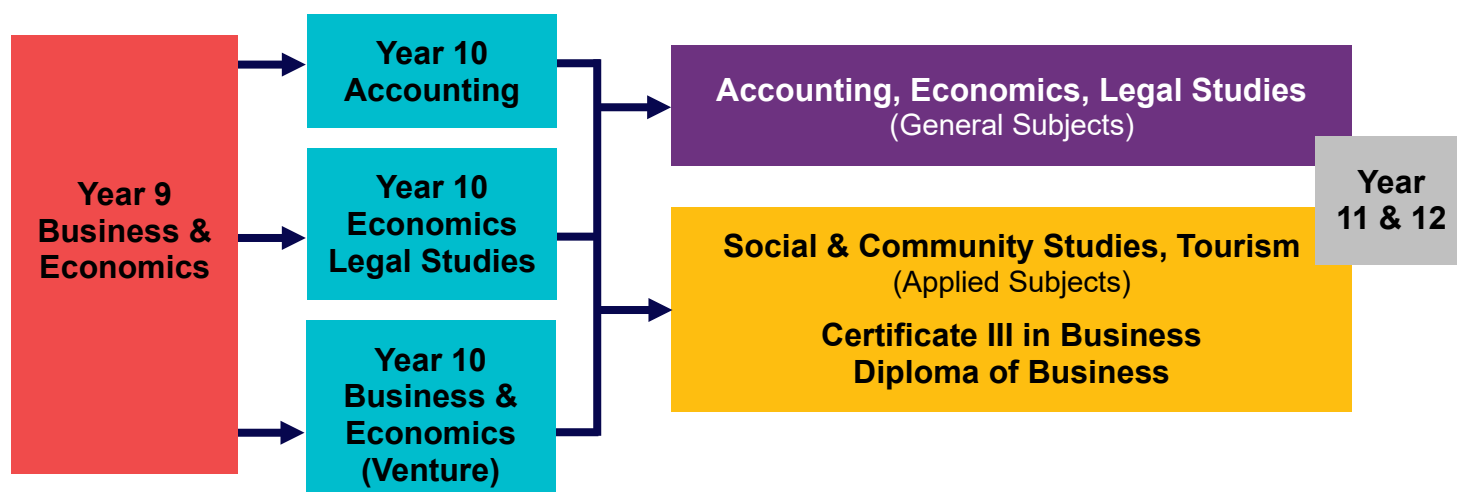 Year 9
Business &
Economics
Year 10
Accounting
Year 10
Economics
Legal Studies
Year 10
Business &
Economics
(Venture)
Accounting, Economics, Legal Studies
(General Subjects)
Social & Community Studies, Tourism
(Applied Subjects)
Certificate III in Business
Diploma of Business
Year
11 & 12